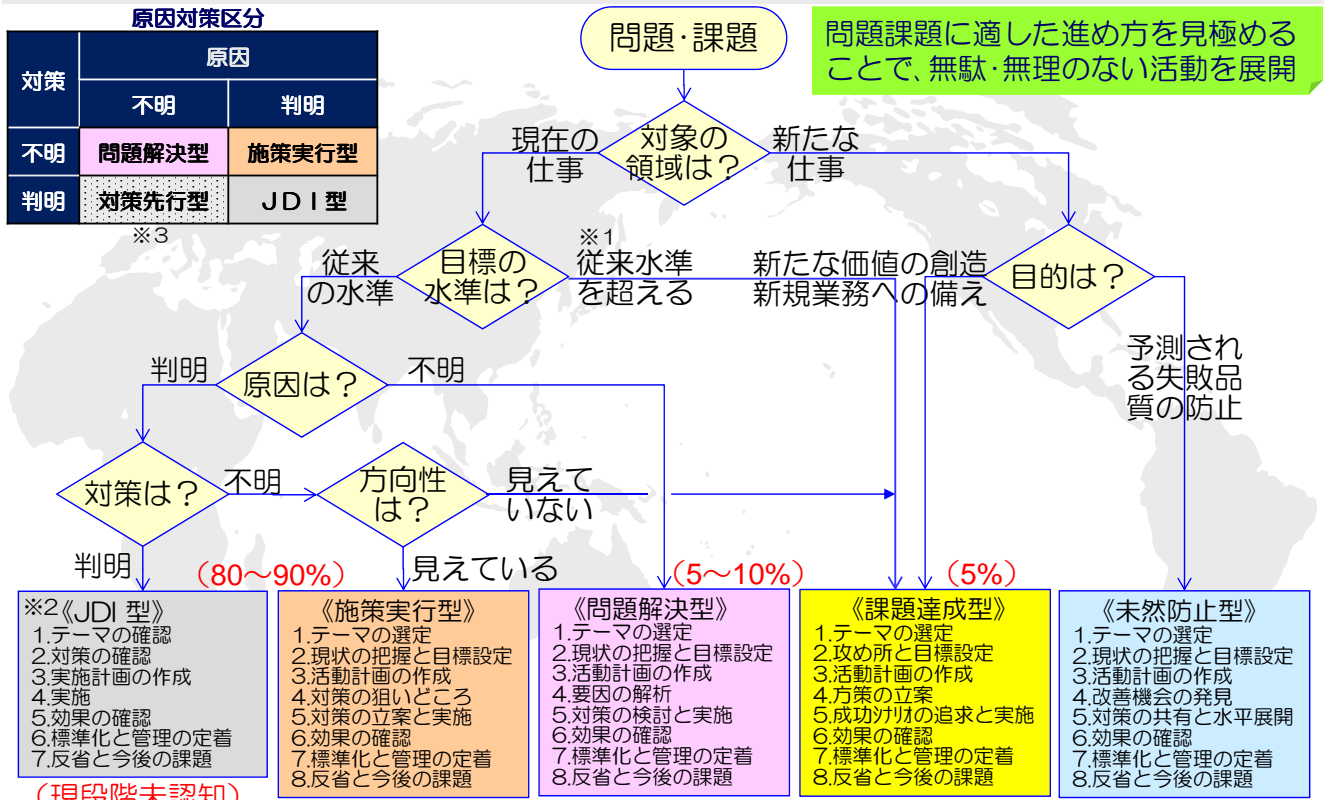 原因対策区分
対策
原因
不明
判明
不明
問題解決型
施策実行型
判明
対策先行型
JDI型
※3
問題・課題
問題課題に適した進め方を見極める
ことで、無駄・無理のない活動を展開
対象の
領域は？
現在の
仕事
新たな
仕事
目標の
水準は？
従来
の水準
※1
従来水準
を超える
新たな価値の創造
新規業務への備え
目的は？
予測され
る失敗品
質の防止
原因は？
判明
不明
対策は？
不明
方向性
は？
見えて
いない
判明
（80～90%）
見えている
（5～10%）
（5%）
※2《JDI 型》
1.テーマの確認
2.対策の確認
3.実施計画の作成
4.実施
5.効果の確認
6.標準化と管理の定着
7.反省と今後の課題
（現段階未認知）
《施策実行型》
1.テーマの選定
2.現状の把握と目標設定
3.活動計画の作成
4.対策の狙いどころ
5.対策の立案と実施
6.効果の確認
7.標準化と管理の定着
8.反省と今後の課題
《問題解決型》
1.テーマの選定
2.現状の把握と目標設定
3.活動計画の作成
4.要因の解析
5.対策の検討と実施
6.効果の確認
7.標準化と管理の定着
8.反省と今後の課題
《課題達成型》
1.テーマの選定
2.攻め所と目標設定
3.活動計画の作成
4.方策の立案
5.成功ｼﾅﾘｵの追求と実施
6.効果の確認
7.標準化と管理の定着
8.反省と今後の課題
《未然防止型》
1.テーマの選定
2.現状の把握と目標設定
3.活動計画の作成
4.改善機会の発見
5.対策の共有と水平展開
6.効果の確認
7.標準化と管理の定着
8.反省と今後の課題